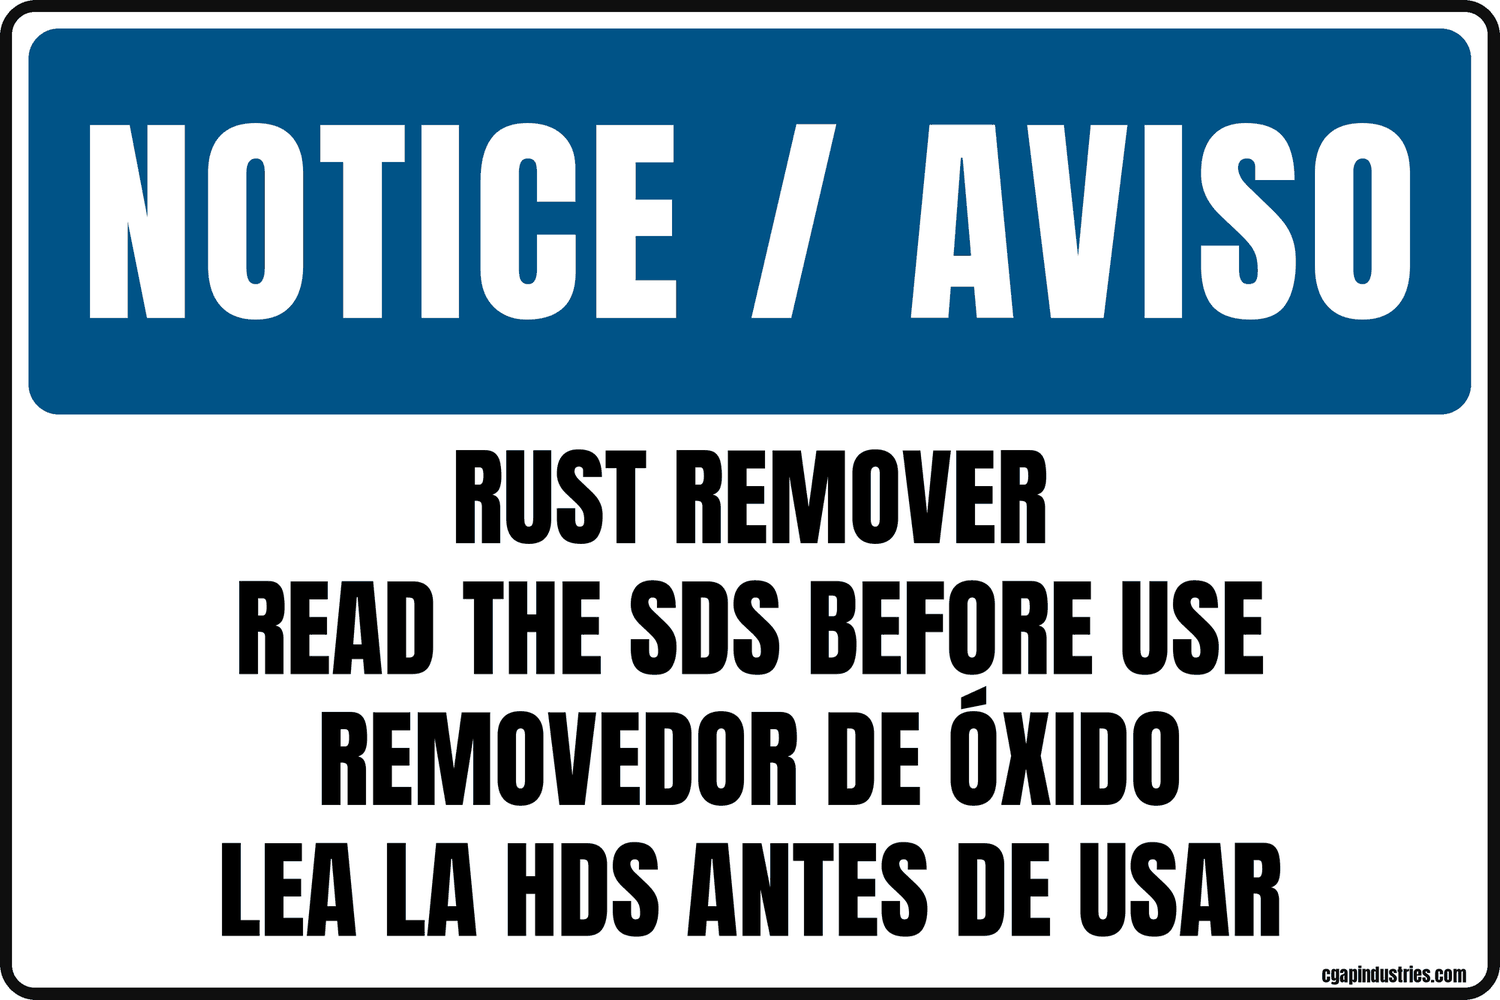 NOTICE / AVISO
RUST REMOVER
READ THE SDS BEFORE USE
REMOVEDOR DE ÓXIDO
LEA LA HDS ANTES DE USAR
cgapindustries.com